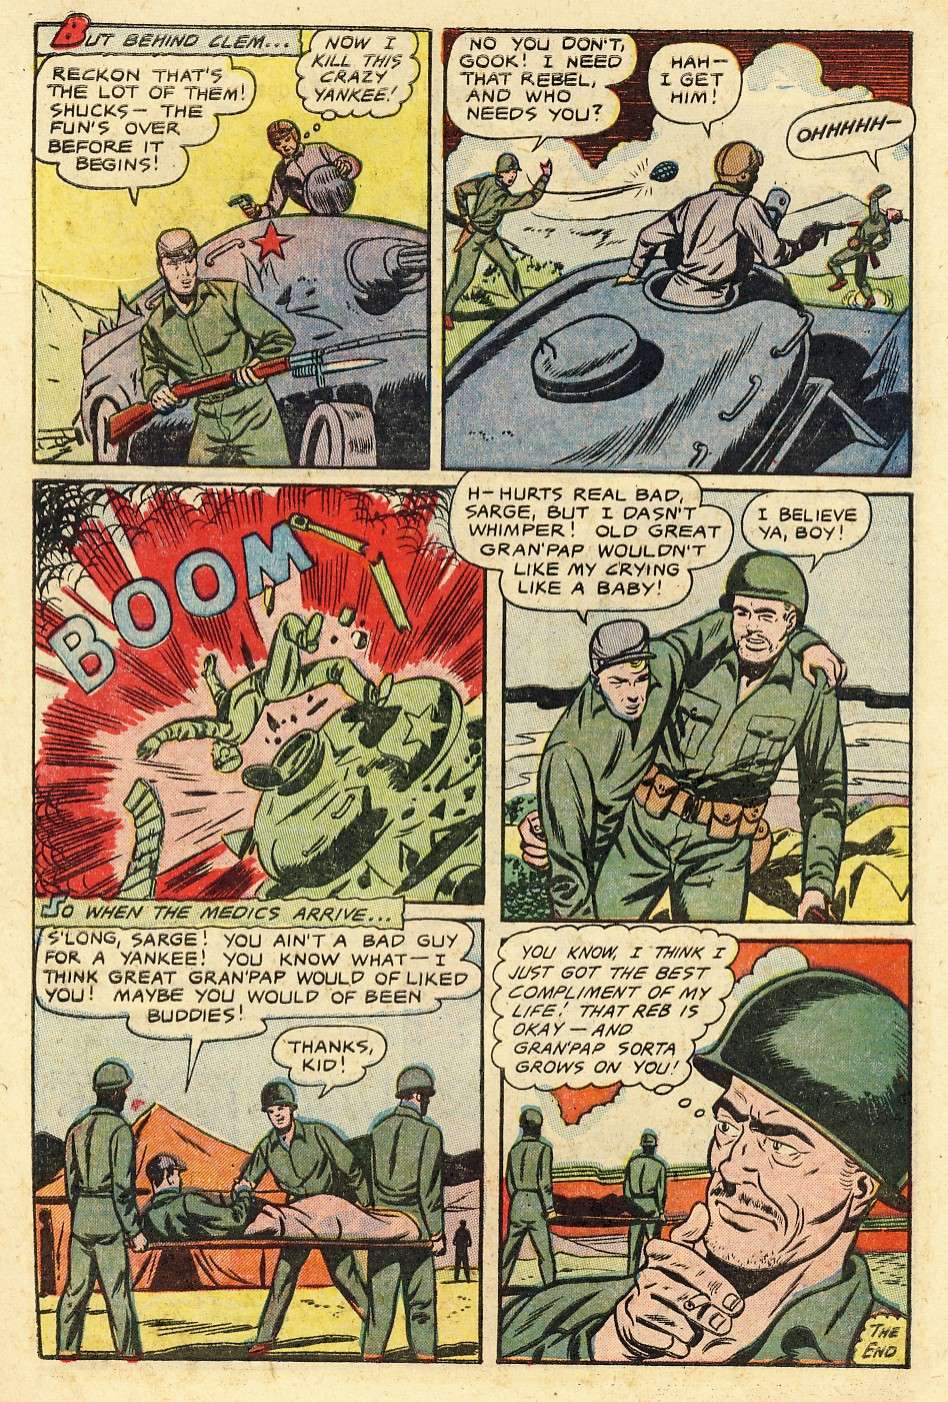 BUT BEHIND CLEM...
RECKON THAT'S
THE LOT OF THEM!
SHUCKS— THE
FUN'S OVER
BEFORE IT
BEGINS!
NOW I
KILL THIS
CRAZY
YANKEE!
NO YOU DON'T,
GOOK! I NEED
THAT REBEL,
AND WHO
NEEDS YOU?
HAH—
I GET
HIM!
OHHHHH—
BOOM
H-HURTS REAL BAD,
SARGE, BUT I DASN'T
WHIMPER! OLD GREAT
GRAN'PAP WOULDN'T
LIKE MY CRYING
LIKE A BABY!
I BELIEVE
YA, BOY!
SO WHEN THE MEDICS ARRIVE...
S'LONG, SARGE! YOU AIN'T A BAD GUY
FOR A YANKEE! YOU KNOW WHAT—I
THINK GREAT GRAN'PAP WOULD OF LIKED
YOU! MAYBE YOU WOULD OF BEEN
BUDDIES!
THANKS,
KID!
YOU KNOW, I THINK I
JUST GOT THE BEST
COMPLIMENT OF MY
LIFE! THAT REB IS
OKAY—AND
GRAN'PAP SORTA
GROWS ON YOU!
THE
END